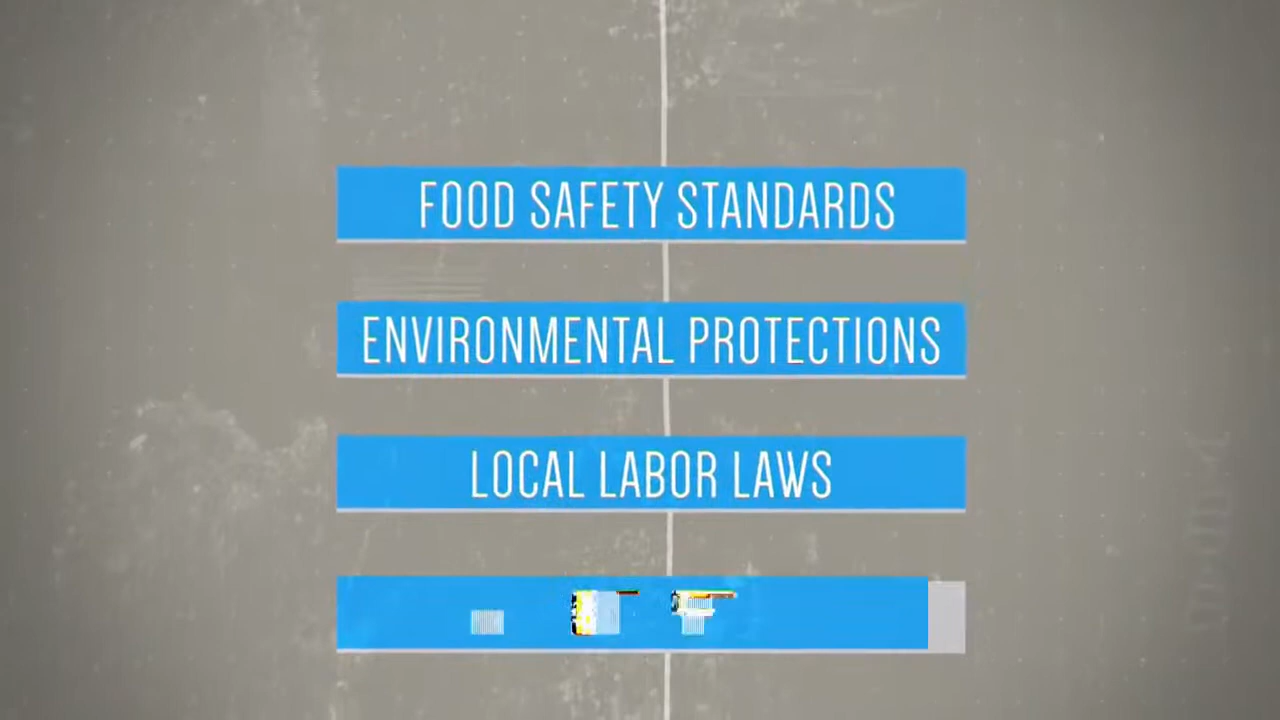 FOOD SAFETY STANDARDS
ENVIRONMENTAL PROTECTIONS
LOCAL LABOR LAWS